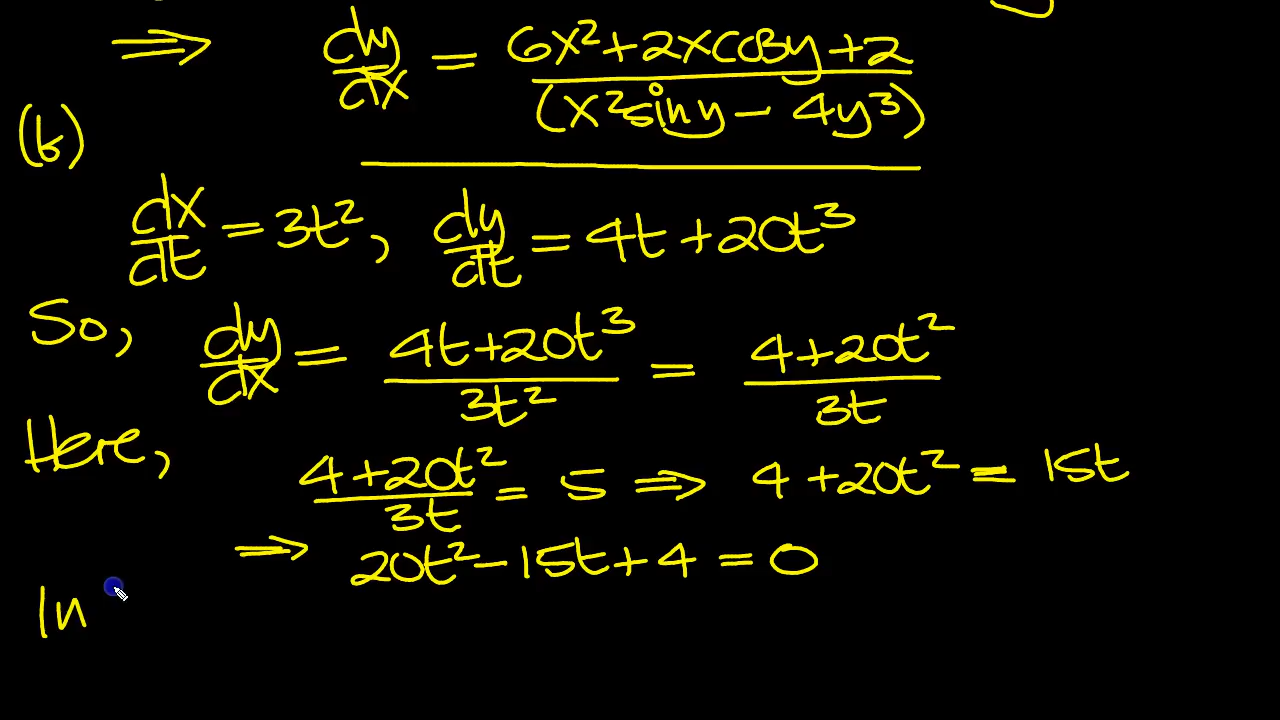 ⟹ dy/dx = (6x²+2xcosy+2)/(x²siny − 4y³)
(b)
dx/dt = 3t², dy/dt = 4t+20t³
So, dy/dx = (4t+20t³)/(3t²) = (4+20t²)/(3t)
Here,
(4+20t²)/(3t) = 5 ⟹ 4+20t² = 15t
⟹ 20t² − 15t + 4 = 0
In